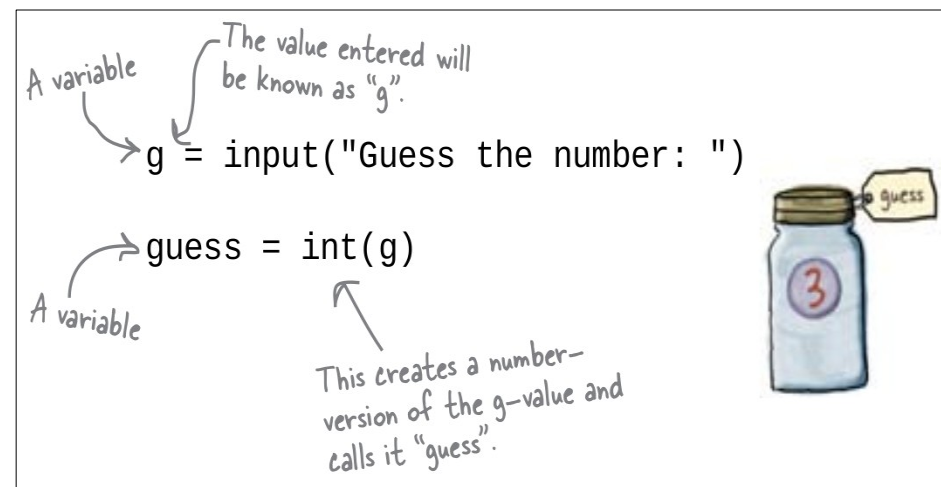 A variable
The value entered will
be known as “g”.
g = input("Guess the number: ")
guess
guess = int(g)
3
A variable
This creates a number-
version of the g-value and
calls it “guess”.